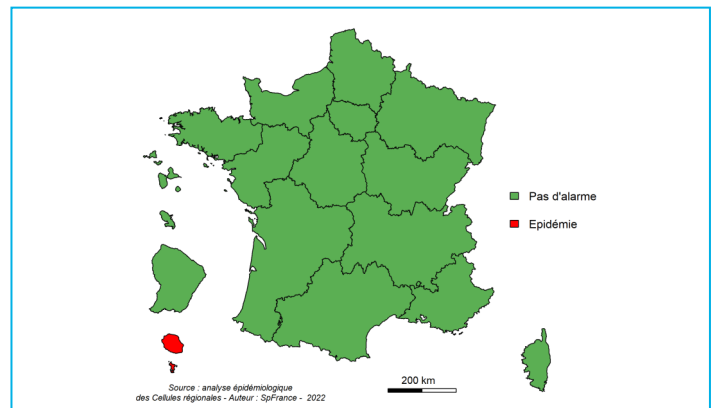 Pas d'alarme
Epidémie
200 km
Source : analyse épidémiologique
des Cellules régionales - Auteur : SpFrance - 2022